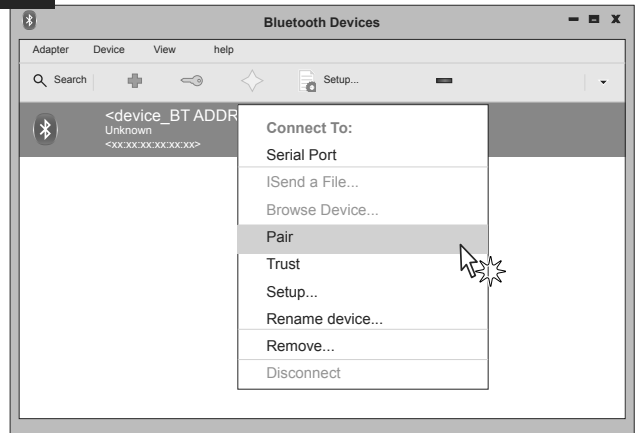 Bluetooth Devices
Adapter Device View help
Search Setup...
<device_BT ADDR
Unknown
<xx:xx:xx:xx:xx:xx>
Connect To:
Serial Port
ISend a File...
Browse Device...
Pair
Trust
Setup...
Rename device...
Remove...
Disconnect